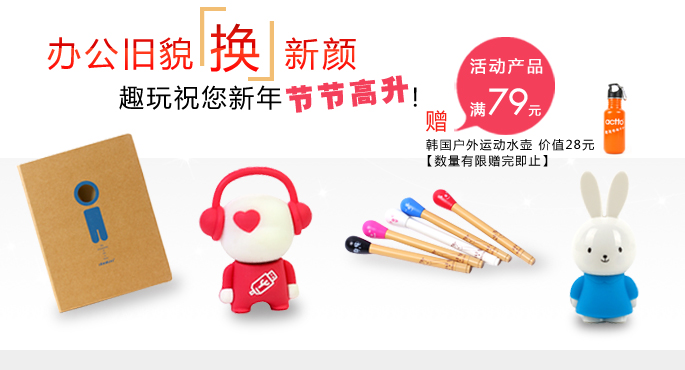 办公旧貌「换」新颜
趣玩祝您新年节节高升!
活动产品
满79元
赠
韩国户外运动水壶 价值28元
【数量有限赠完即止】
actto